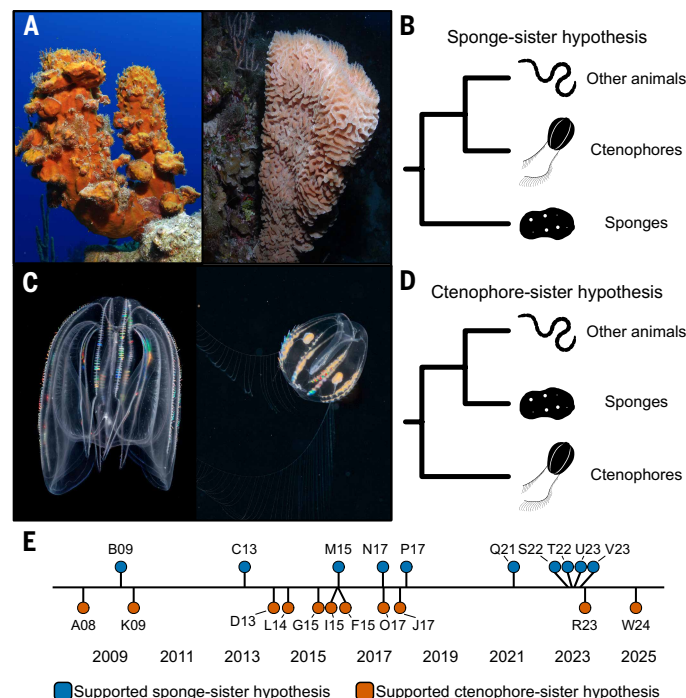 A
B
Sponge-sister hypothesis
Other animals
Ctenophores
Sponges
C
D
Ctenophore-sister hypothesis
Other animals
Sponges
Ctenophores
E
B09 C13 M15 N17 P17 Q21 S22 T22 U23 V23
A08 K09 D13 L14 G15 I15 F15 O17 J17 R23 W24
2009 2011 2013 2015 2017 2019 2021 2023 2025
Supported sponge-sister hypothesis Supported ctenophore-sister hypothesis